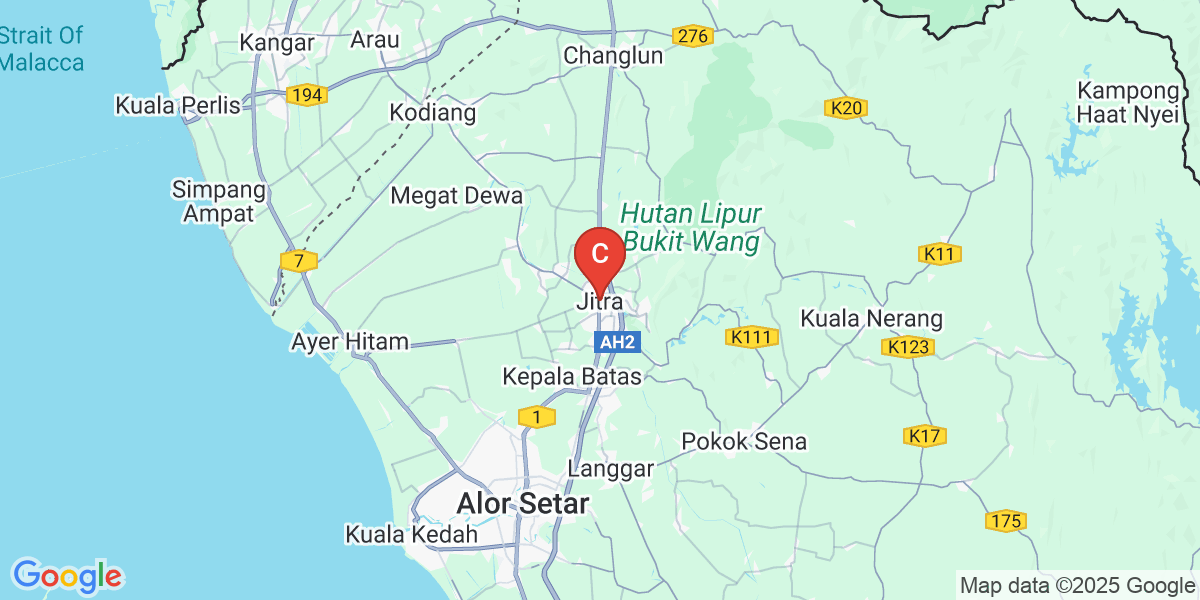 Strait Of
Malacca
Kangar
Arau
276
Changlun
Kuala Perlis
194
Kodiang
K20
Kampong
Haat Nyei
Simpang
Ampat
Megat Dewa
Hutan Lipur
Bukit Wang
C
7
K11
Jitra
Kuala Nerang
Ayer Hitam
AH2
K111
K123
Kepala Batas
1
Pokok Sena
K17
Langgar
Alor Setar
175
Kuala Kedah
Google
Map data ©2025 Google